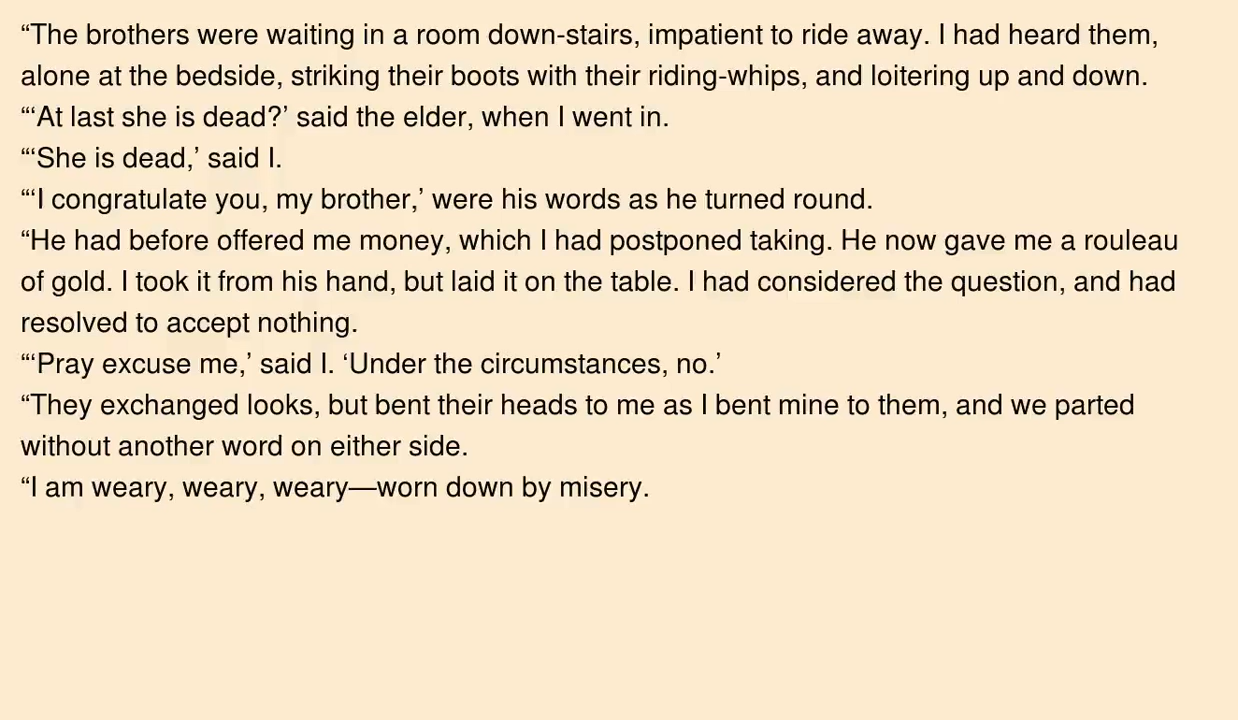 “The brothers were waiting in a room down-stairs, impatient to ride away. I had heard them,
alone at the bedside, striking their boots with their riding-whips, and loitering up and down.
“‘At last she is dead?’ said the elder, when I went in.
“‘She is dead,’ said I.
“‘I congratulate you, my brother,’ were his words as he turned round.
“He had before offered me money, which I had postponed taking. He now gave me a rouleau
of gold. I took it from his hand, but laid it on the table. I had considered the question, and had
resolved to accept nothing.
“‘Pray excuse me,’ said I. ‘Under the circumstances, no.’
“They exchanged looks, but bent their heads to me as I bent mine to them, and we parted
without another word on either side.
“I am weary, weary, weary—worn down by misery.